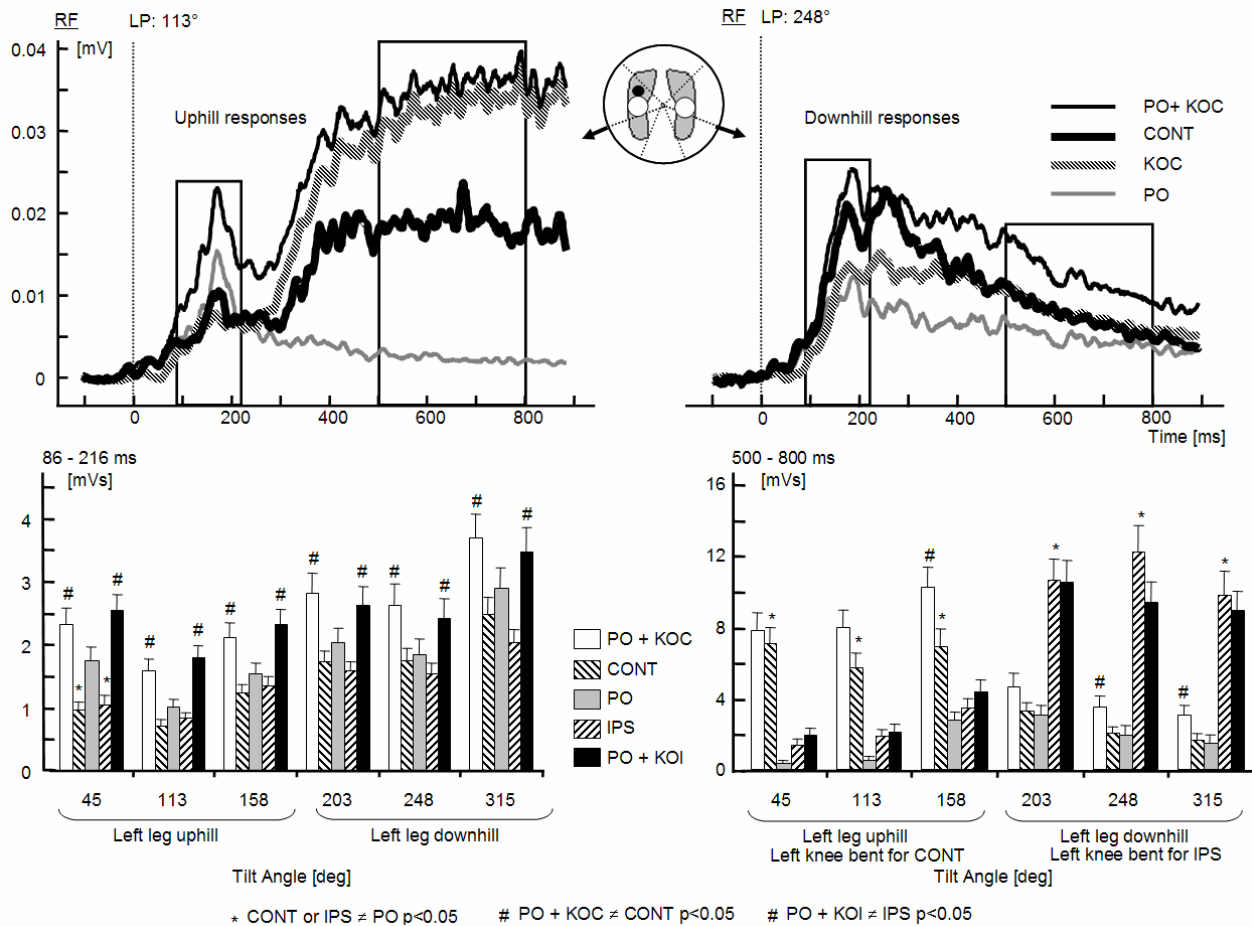 RF LP: 113°
[mV]
0.04
0.03
0.02
0.01
0
Uphill responses
0 200 400 600 800
RF LP: 248°
Downhill responses
PO+ KOC
CONT
KOC
PO
0 200 400 600 800
Time [ms]
86 - 216 ms
[mVs]
4
3
2
1
0
# # # # # # # # # # # #
* *
45 113 158 203 248 315
Left leg uphill Left leg downhill
Tilt Angle [deg]
PO + KOC
CONT
PO
IPS
PO + KOI
500 - 800 ms
[mVs]
16
12
8
4
0
* * # * * # * # *
45 113 158 203 248 315
Left leg uphill Left leg downhill
Left knee bent for CONT Left knee bent for IPS
Tilt Angle [deg]
* CONT or IPS ≠ PO p<0.05 # PO + KOC ≠ CONT p<0.05 # PO + KOI ≠ IPS p<0.05